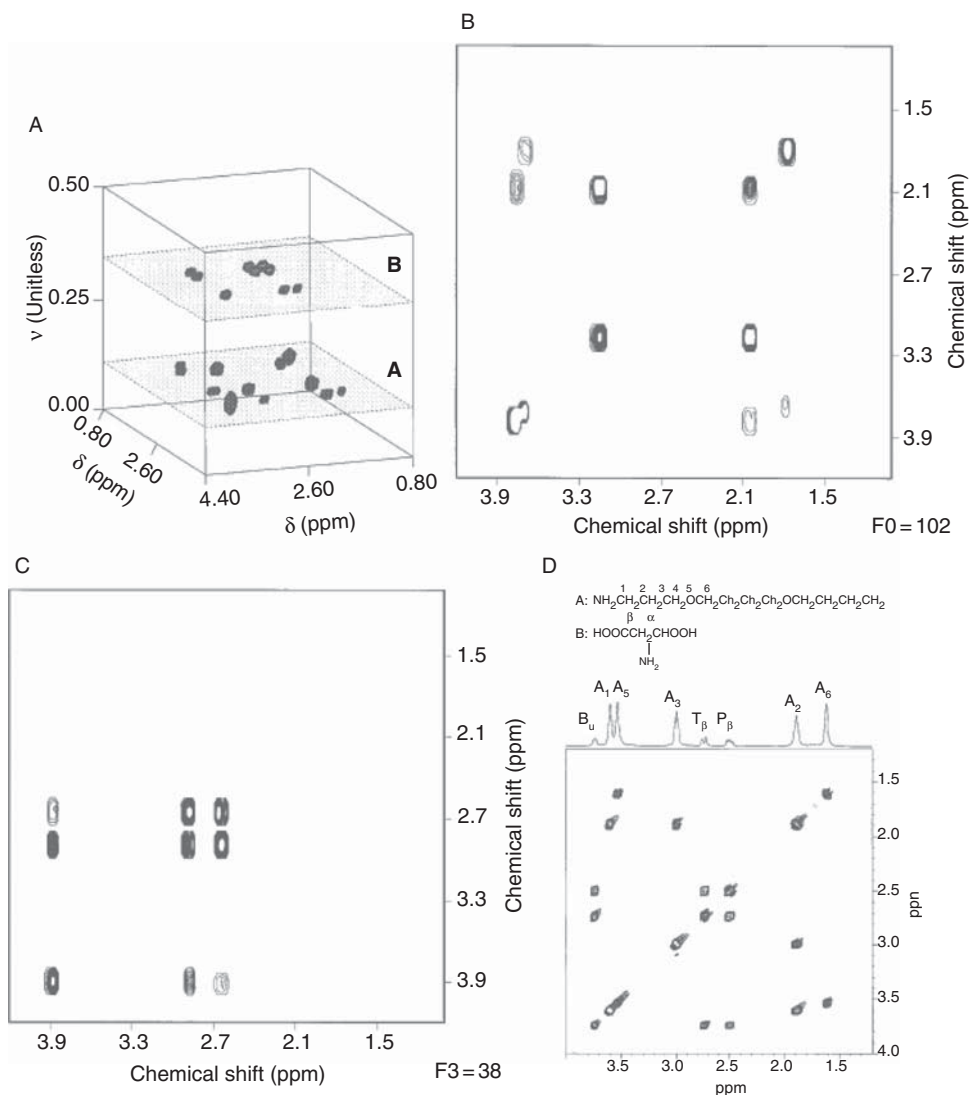 A
0.50
0.25
0.00
ν (Unitless)
B
A
0.80
2.60
4.40
2.60
0.80
δ (ppm)
δ (ppm)
B
1.5
2.1
2.7
3.3
3.9
Chemical shift (ppm)
3.9 3.3 2.7 2.1 1.5
Chemical shift (ppm) F0 = 102
C
1.5
2.1
2.7
3.3
3.9
Chemical shift (ppm)
3.9 3.3 2.7 2.1 1.5
Chemical shift (ppm) F3 = 38
D
1 2 3 4 5 6
A: NH2CH2CH2CH2OCH2Ch2Ch2Ch2OCH2CH2CH2CH2
β α
B: HOOCCH2CHOOH
NH2
Bu A1 A5 A3 Tβ Pβ A2 A6
1.5
2.0
2.5
3.0
3.5
4.0
ppn
3.5 3.0 2.5 2.0 1.5
ppm